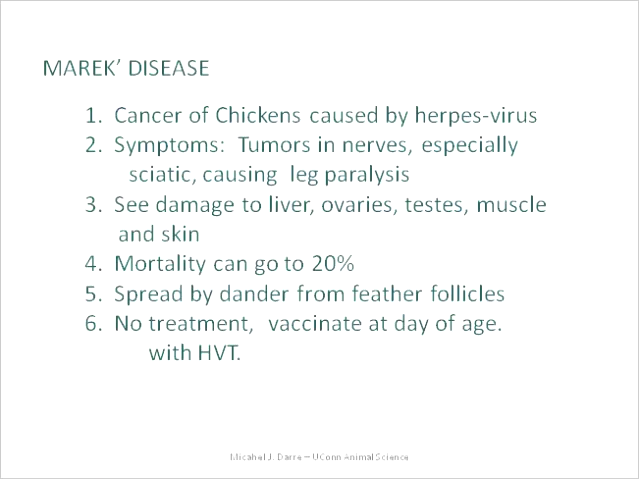 MAREK’ DISEASE
1. Cancer of Chickens caused by herpes-virus
2. Symptoms: Tumors in nerves, especially
sciatic, causing leg paralysis
3. See damage to liver, ovaries, testes, muscle
and skin
4. Mortality can go to 20%
5. Spread by dander from feather follicles
6. No treatment, vaccinate at day of age.
with HVT.
Micahel J. Darre – UConn Animal Science